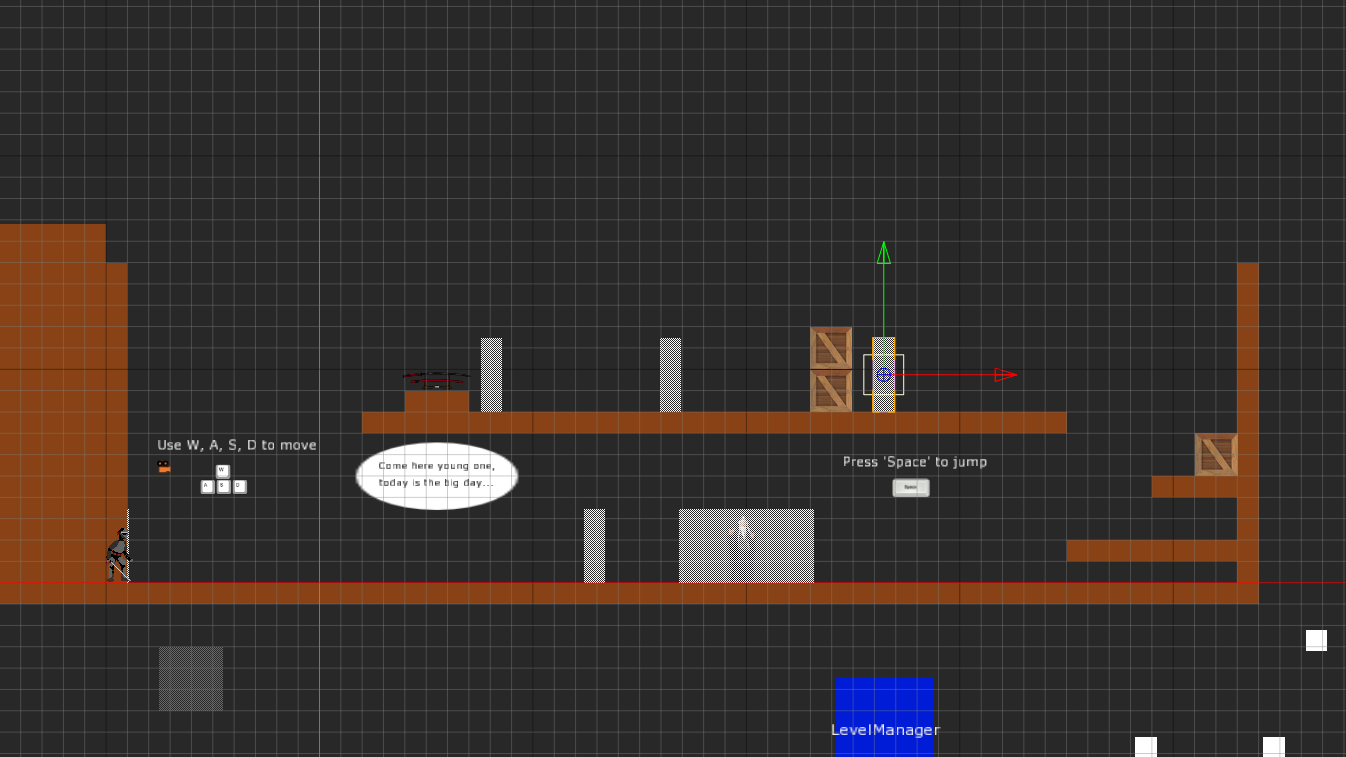 Use W, A, S, D to move
W
A S D
Come here young one,
today is the big day...
Press 'Space' to jump
Space
LevelManager